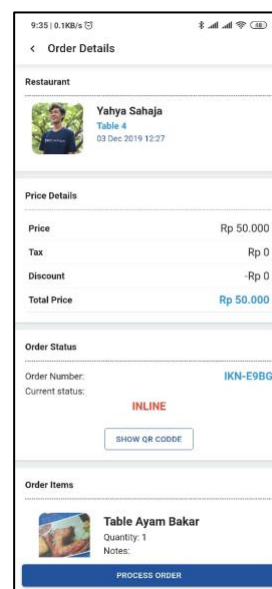 9:35 | 0.1KB/s
48
Order Details
Restaurant
Yahya Sahaja
Table 4
03 Dec 2019 12:27
Price Details
Price Rp 50.000
Tax Rp 0
Discount -Rp 0
Total Price Rp 50.000
Order Status
Order Number: IKN-E9BG
Current status:
INLINE
SHOW QR CODDE
Order Items
Table Ayam Bakar
Quantity: 1
Notes:
PROCESS ORDER